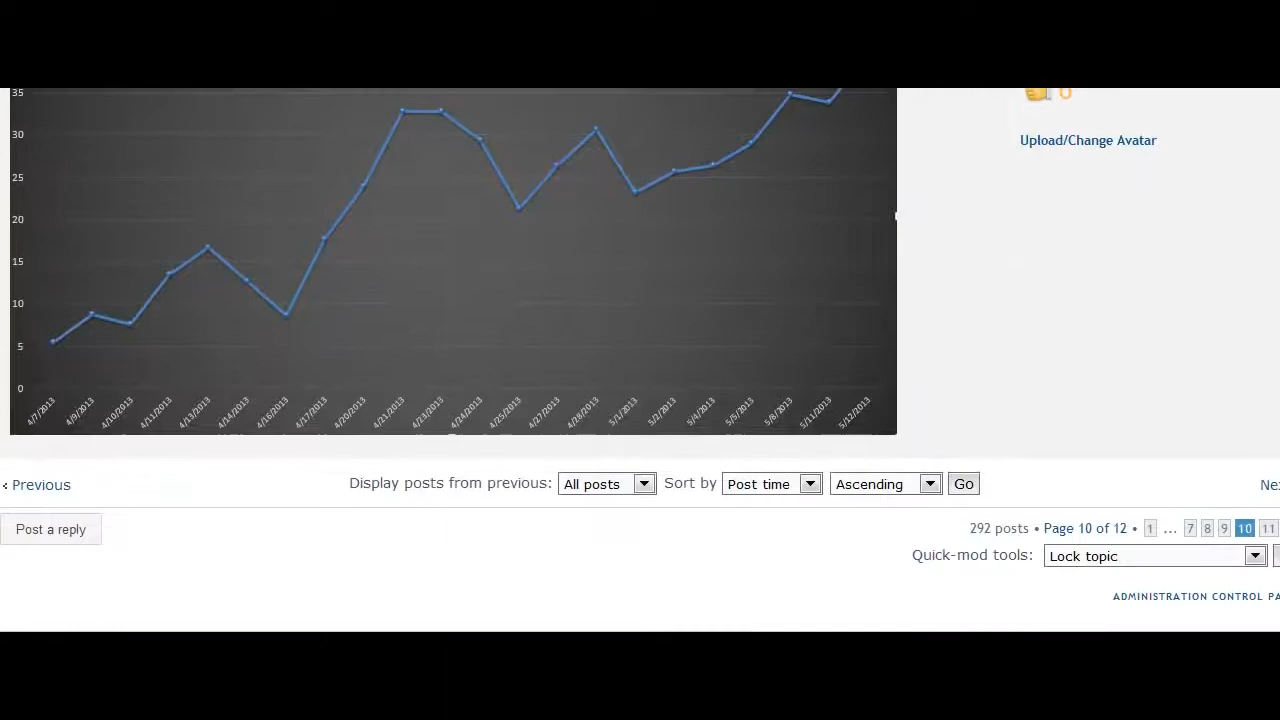 35
30
25
20
15
10
5
0
4/7/2013 4/9/2013 4/10/2013 4/11/2013 4/13/2013 4/14/2013 4/16/2013 4/17/2013 4/20/2013 4/21/2013 4/23/2013 4/24/2013 4/25/2013 4/27/2013 4/28/2013 5/1/2013 5/2/2013 5/4/2013 5/5/2013 5/8/2013 5/11/2013 5/12/2013
Upload/Change Avatar
Previous Display posts from previous: All posts Sort by Post time Ascending Go
Post a reply 292 posts • Page 10 of 12 • 1 ... 7 8 9 10 11
Quick-mod tools: Lock topic
ADMINISTRATION CONTROL